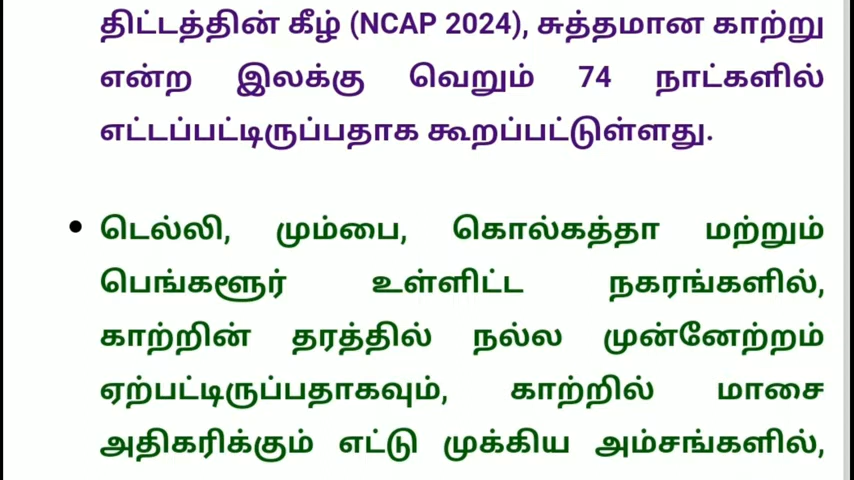 திட்டத்தின் கீழ் (NCAP 2024), சுத்தமான காற்று
என்ற இலக்கு வெறும் 74 நாட்களில்
எட்டப்பட்டிருப்பதாக கூறப்பட்டுள்ளது.
• டெல்லி, மும்பை, கொல்கத்தா மற்றும்
பெங்களூர் உள்ளிட்ட நகரங்களில்,
காற்றின் தரத்தில் நல்ல முன்னேற்றம்
ஏற்பட்டிருப்பதாகவும், காற்றில் மாசை
அதிகரிக்கும் எட்டு முக்கிய அம்சங்களில்,